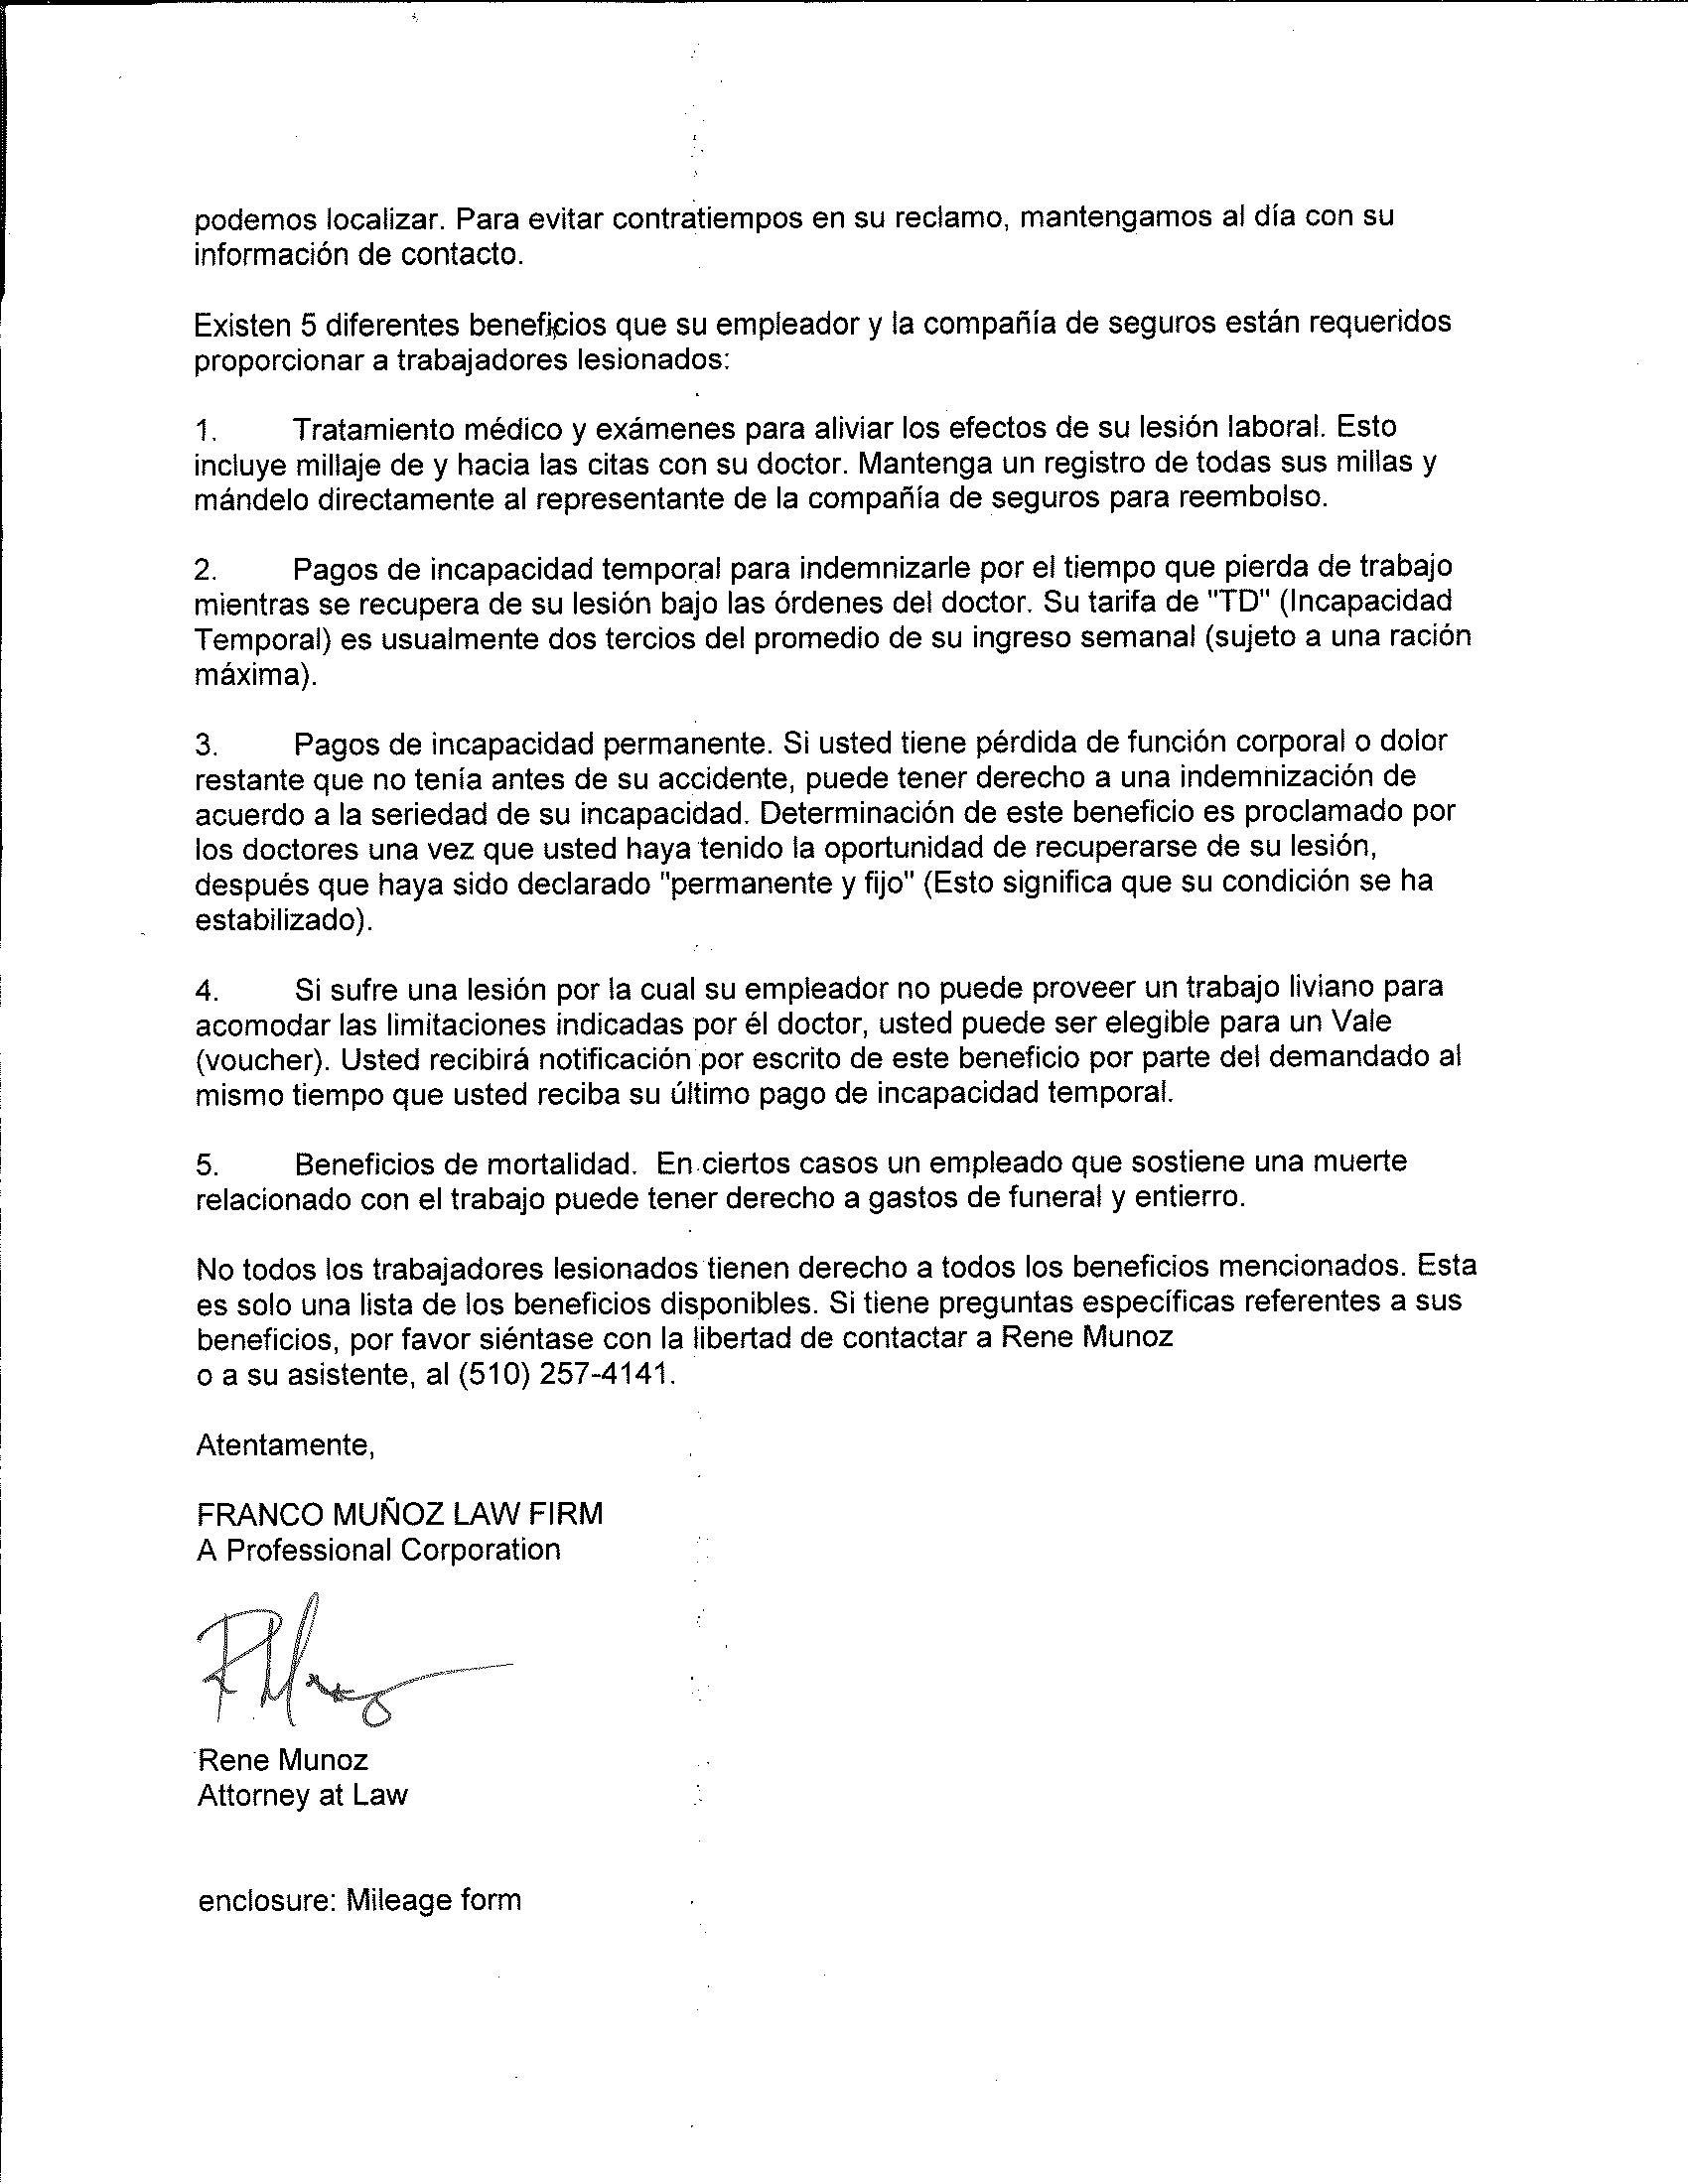 podemos localizar. Para evitar contratiempos en su reclamo, mantengamos al día con su
información de contacto.
Existen 5 diferentes beneficios que su empleador y la compañía de seguros están requeridos
proporcionar a trabajadores lesionados:
1. Tratamiento médico y exámenes para aliviar los efectos de su lesión laboral. Esto
incluye millaje de y hacia las citas con su doctor. Mantenga un registro de todas sus millas y
mándelo directamente al representante de la compañía de seguros para reembolso.
2. Pagos de incapacidad temporal para indemnizarle por el tiempo que pierda de trabajo
mientras se recupera de su lesión bajo las órdenes del doctor. Su tarifa de "TD" (Incapacidad
Temporal) es usualmente dos tercios del promedio de su ingreso semanal (sujeto a una ración
máxima).
3. Pagos de incapacidad permanente. Si usted tiene pérdida de función corporal o dolor
restante que no tenía antes de su accidente, puede tener derecho a una indemnización de
acuerdo a la seriedad de su incapacidad. Determinación de este beneficio es proclamado por
los doctores una vez que usted haya tenido la oportunidad de recuperarse de su lesión,
después que haya sido declarado "permanente y fijo" (Esto significa que su condición se ha
estabilizado).
4. Si sufre una lesión por la cual su empleador no puede proveer un trabajo liviano para
acomodar las limitaciones indicadas por él doctor, usted puede ser elegible para un Vale
(voucher). Usted recibirá notificación por escrito de este beneficio por parte del demandado al
mismo tiempo que usted reciba su último pago de incapacidad temporal.
5. Beneficios de mortalidad. En ciertos casos un empleado que sostiene una muerte
relacionado con el trabajo puede tener derecho a gastos de funeral y entierro.
No todos los trabajadores lesionados tienen derecho a todos los beneficios mencionados. Esta
es solo una lista de los beneficios disponibles. Si tiene preguntas específicas referentes a sus
beneficios, por favor siéntase con la libertad de contactar a Rene Munoz
o a su asistente, al (510) 257-4141.
Atentamente,
FRANCO MUÑOZ LAW FIRM
A Professional Corporation
Rene Munoz
Attorney at Law
enclosure: Mileage form